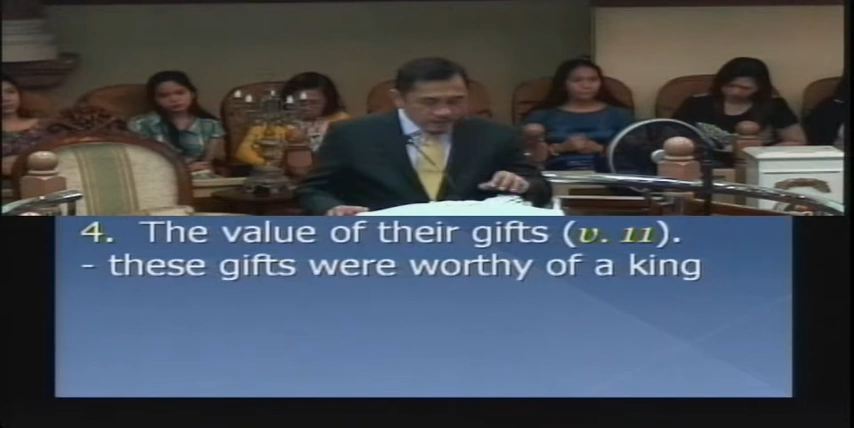 4. The value of their gifts (v. 11).
- these gifts were worthy of a king